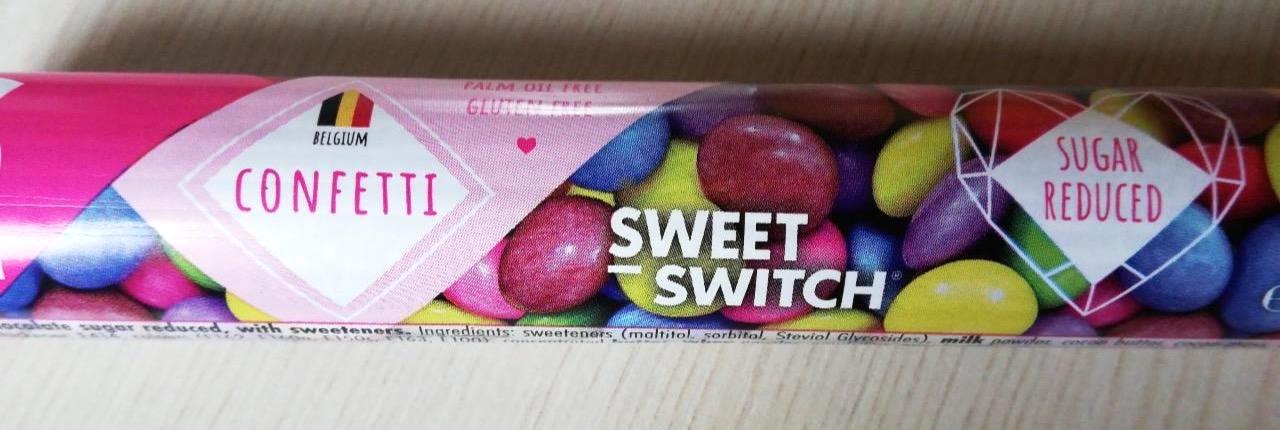 PALM OIL FREE
GLUTEN FREE
BELGIUM
CONFETTI
SWEET
SWITCH®
SUGAR
REDUCED
chocolate sugar reduced, with sweeteners. Ingredients: sweeteners (maltitol, sorbitol, Steviol Glycosides), milk powder, cocoa butter,